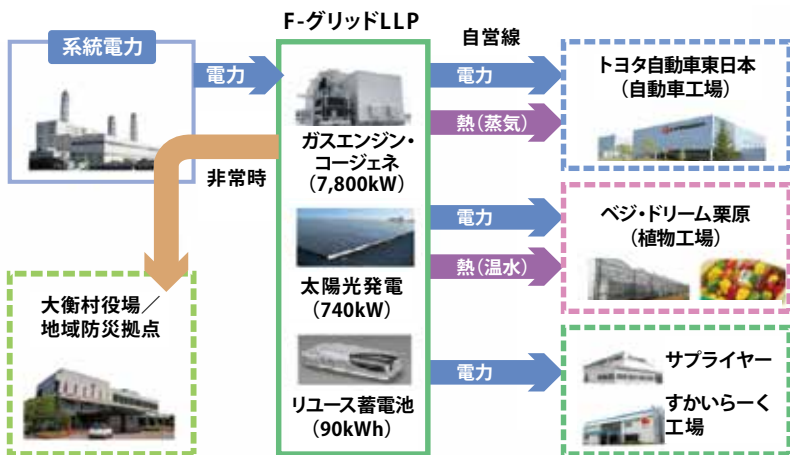 F-グリッドLLP
系統電力
電力
非常時
大衡村役場／
地域防災拠点
ガスエンジン・
コージェネ
(7,800kW)
太陽光発電
(740kW)
リユース蓄電池
(90kWh)
自営線
電力
熱(蒸気)
電力
熱(温水)
電力
トヨタ自動車東日本
(自動車工場)
ベジ・ドリーム栗原
(植物工場)
サプライヤー
すかいらーく
工場